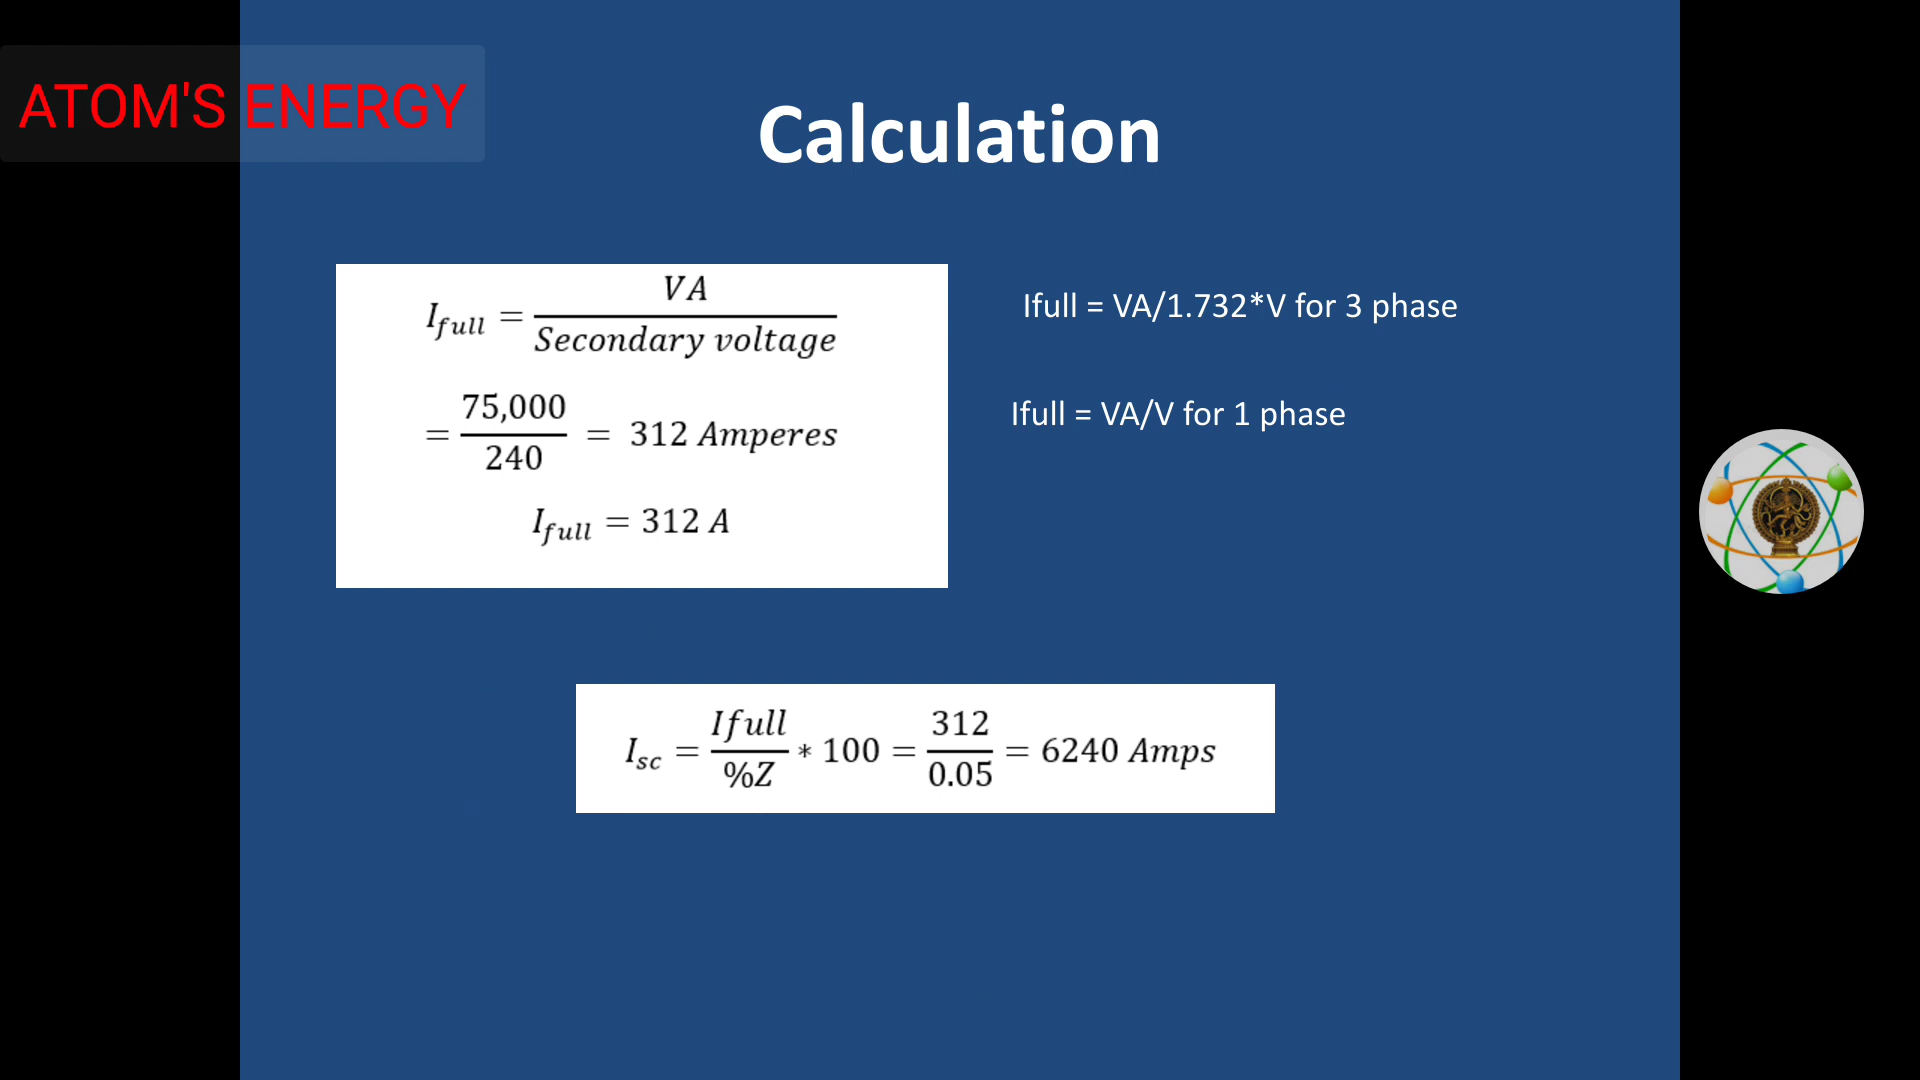 ATOM'S ENERGY
Calculation
I_full = VA / Secondary voltage
= 75,000 / 240 = 312 Amperes
I_full = 312 A
Ifull = VA/1.732*V for 3 phase
Ifull = VA/V for 1 phase
I_sc = Ifull / %Z * 100 = 312 / 0.05 = 6240 Amps